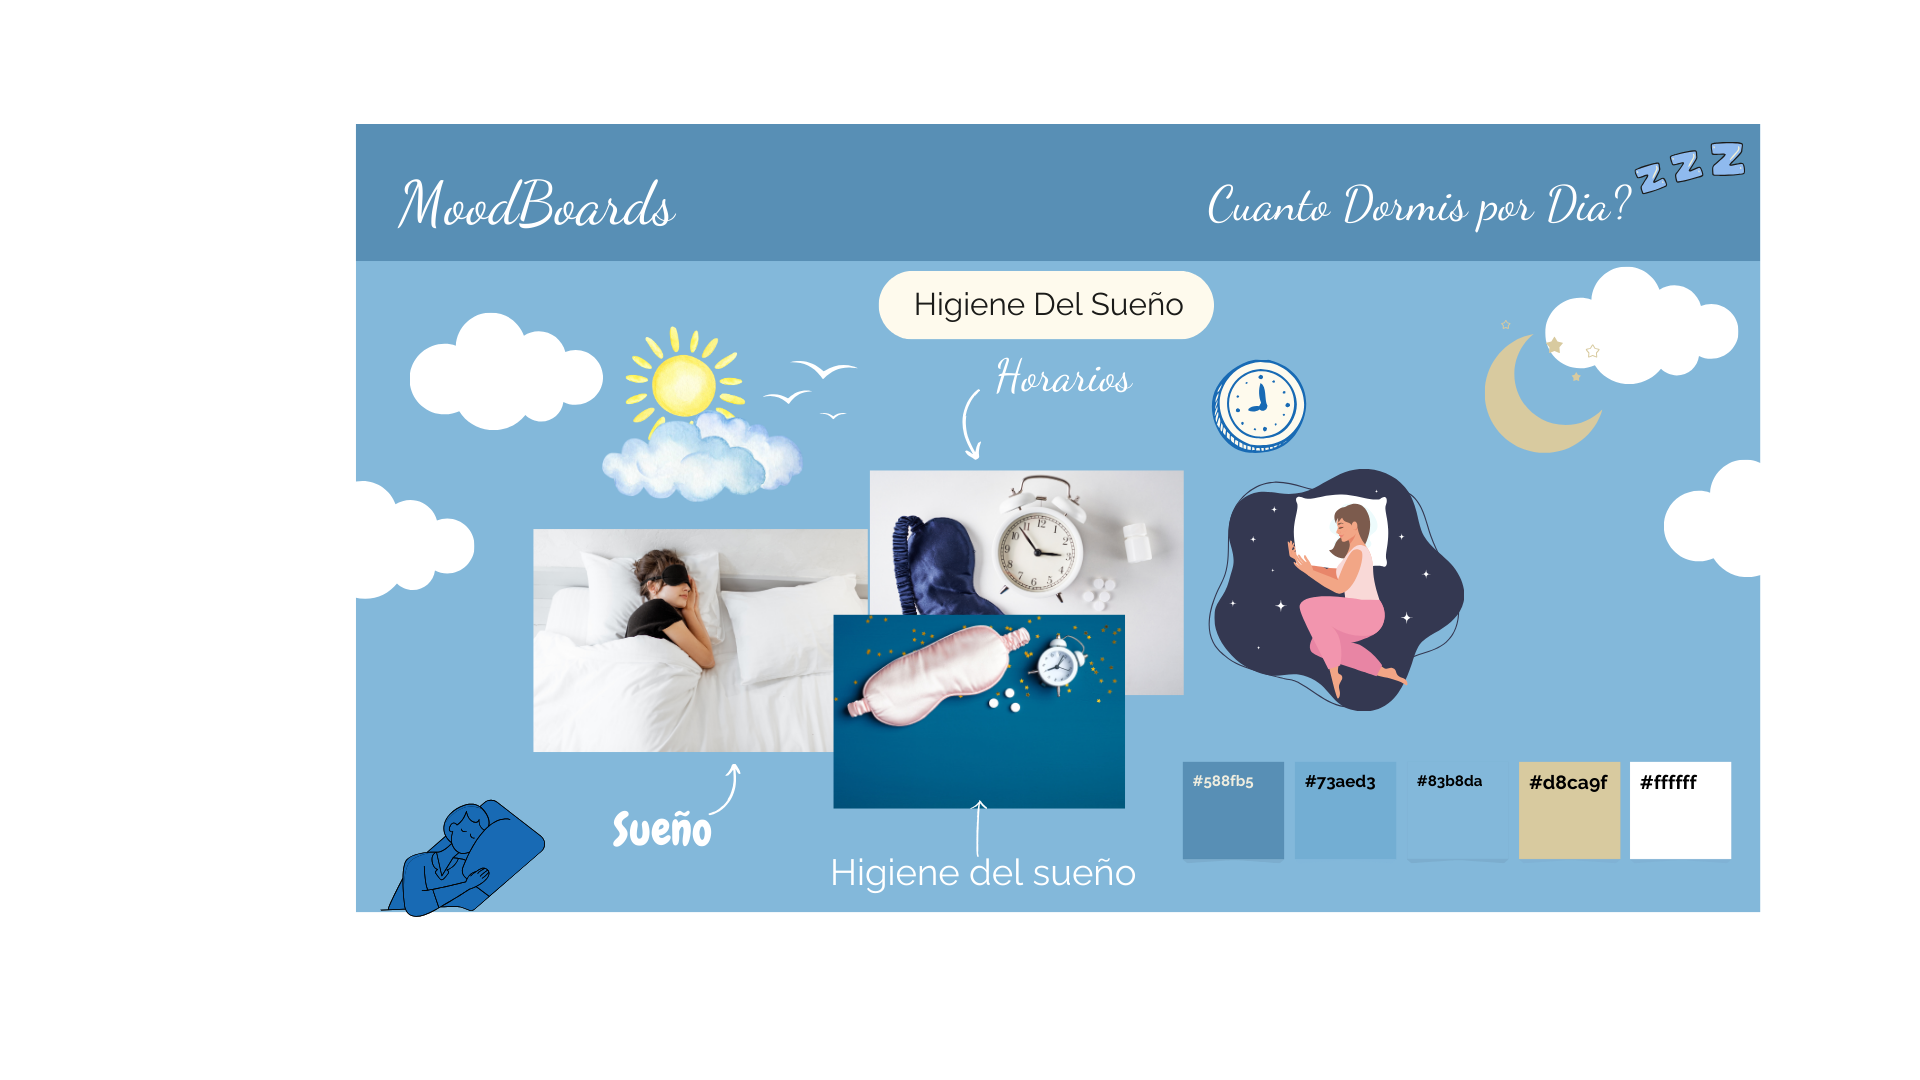 MoodBoards
Cuanto Dormis por Dia?
z z z
Higiene Del Sueño
Horarios
Sueño
Higiene del sueño
#588fb5
#73aed3
#83b8da
#d8ca9f
#ffffff